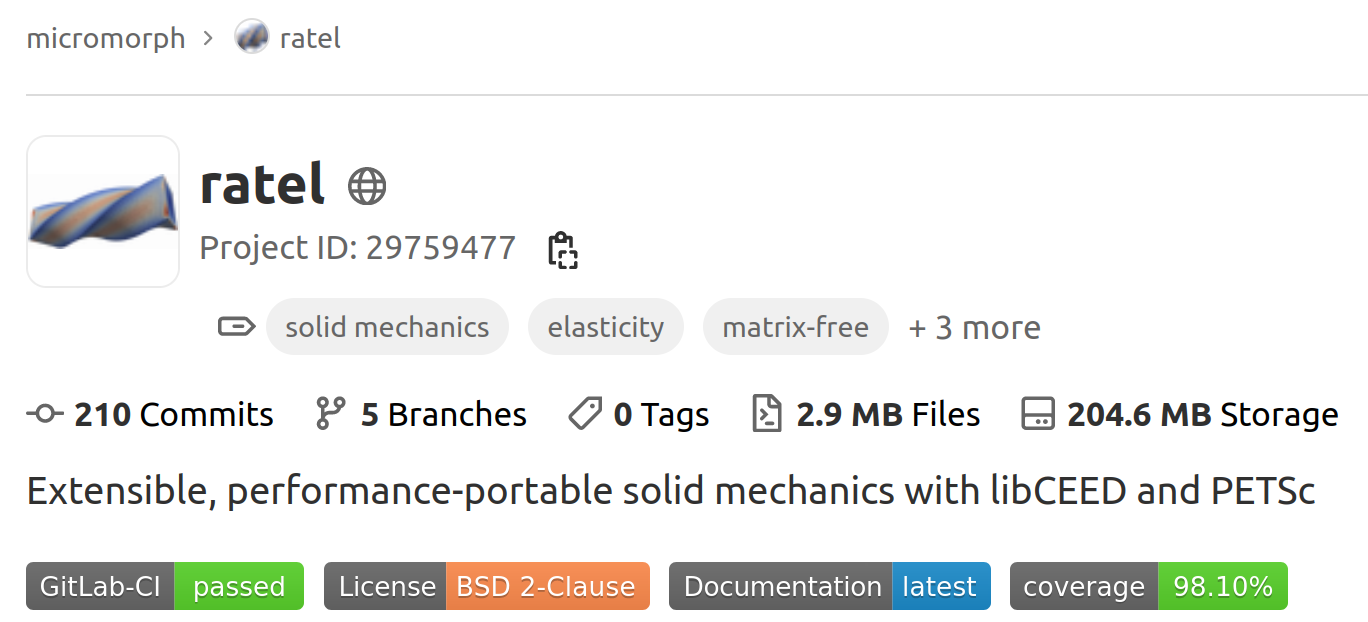 micromorph > ratel
ratel
Project ID: 29759477
solid mechanics elasticity matrix-free + 3 more
210 Commits 5 Branches 0 Tags 2.9 MB Files 204.6 MB Storage
Extensible, performance-portable solid mechanics with libCEED and PETSc
GitLab-CI passed License BSD 2-Clause Documentation latest coverage 98.10%